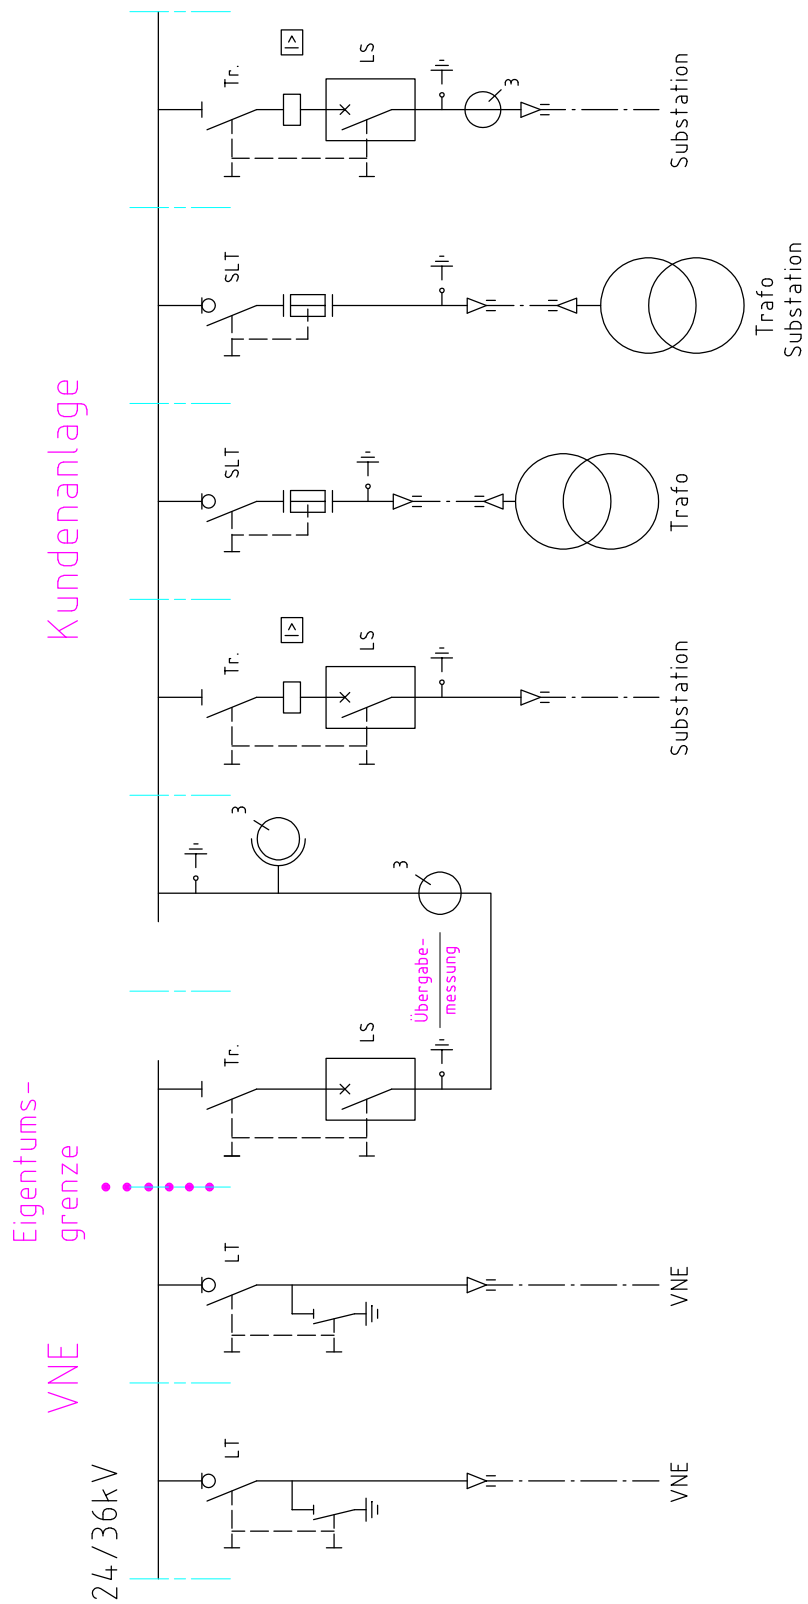 24/36kV
VNE
Eigentums-
grenze
Kundenanlage
LT
LT
Tr.
LS
Übergabe-
messung
3
3
Tr.
I>
LS
SLT
SLT
Tr.
I>
LS
3
VNE
VNE
Substation
Trafo
Trafo
Substation
Substation